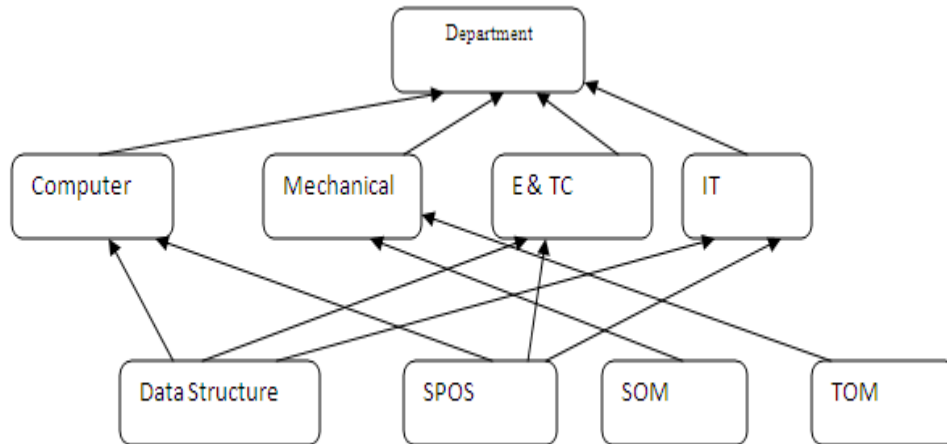 Department
Computer
Mechanical
E & TC
IT
Data Structure
SPOS
SOM
TOM